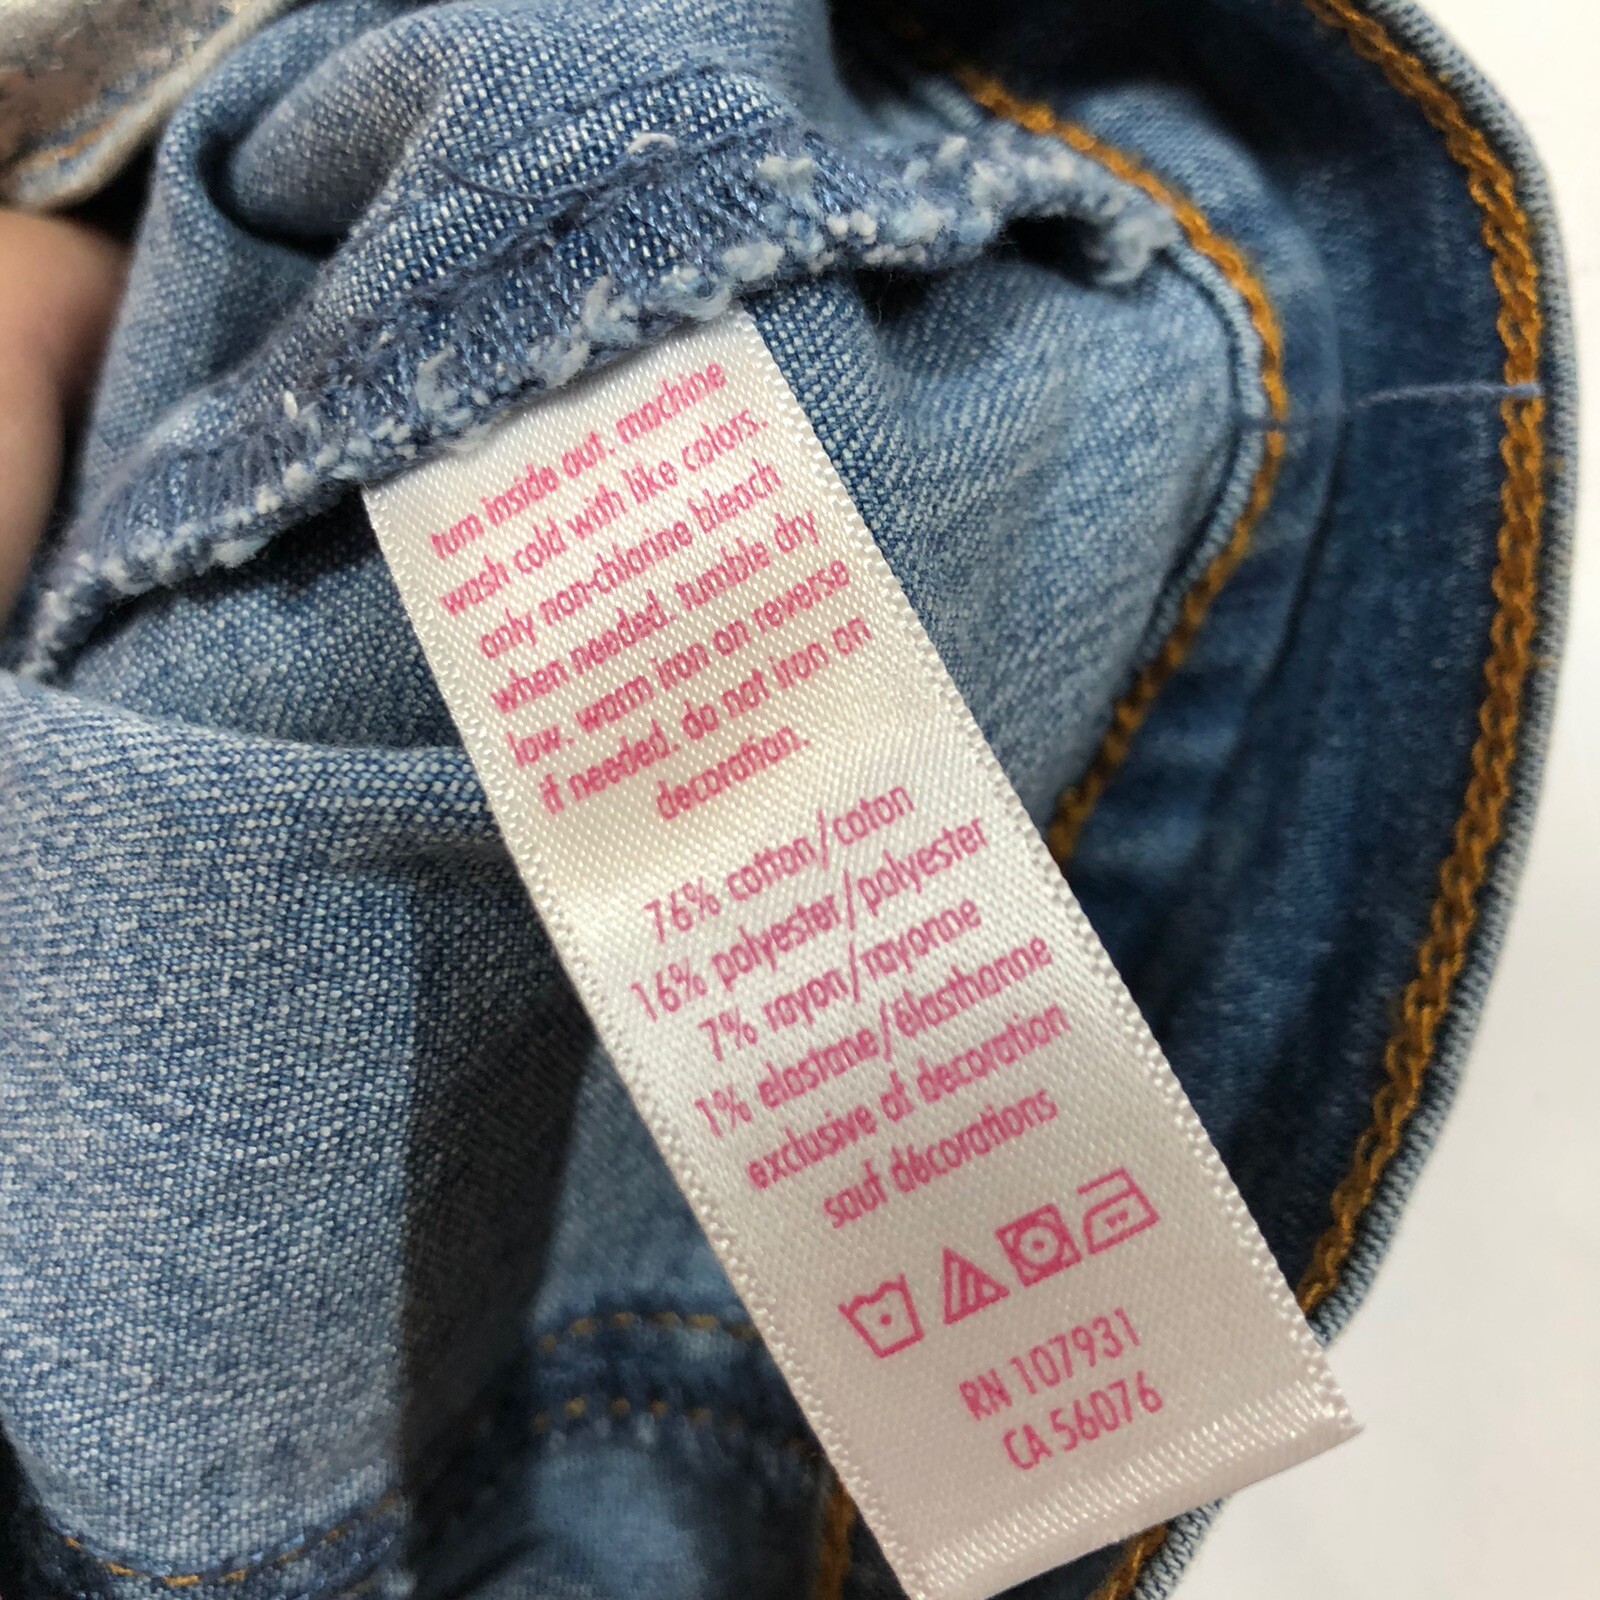 turn inside out. machine
wash cold with like colors.
only non-chlorine bleach
when needed. tumble dry
low. warm iron on reverse
if needed. do not iron on
decoration.
76% cotton/coton
16% polyester/polyester
7% rayon/rayonne
1% elastane/élasthanne
exclusive of decoration
sauf décorations
RN 107931
CA 56076